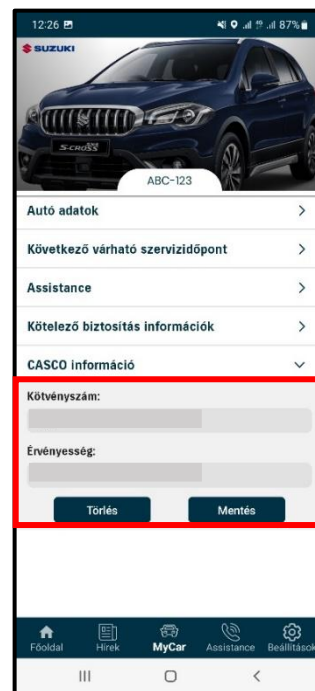 12:26 87%
SUZUKI
S-CROSS
ABC-123
Autó adatok
Következő várható szervizidőpont
Assistance
Kötelező biztosítás információk
CASCO információ
Kötvényszám:
Érvényesség:
Törlés Mentés
Főoldal Hírek MyCar Assistance Beállítások